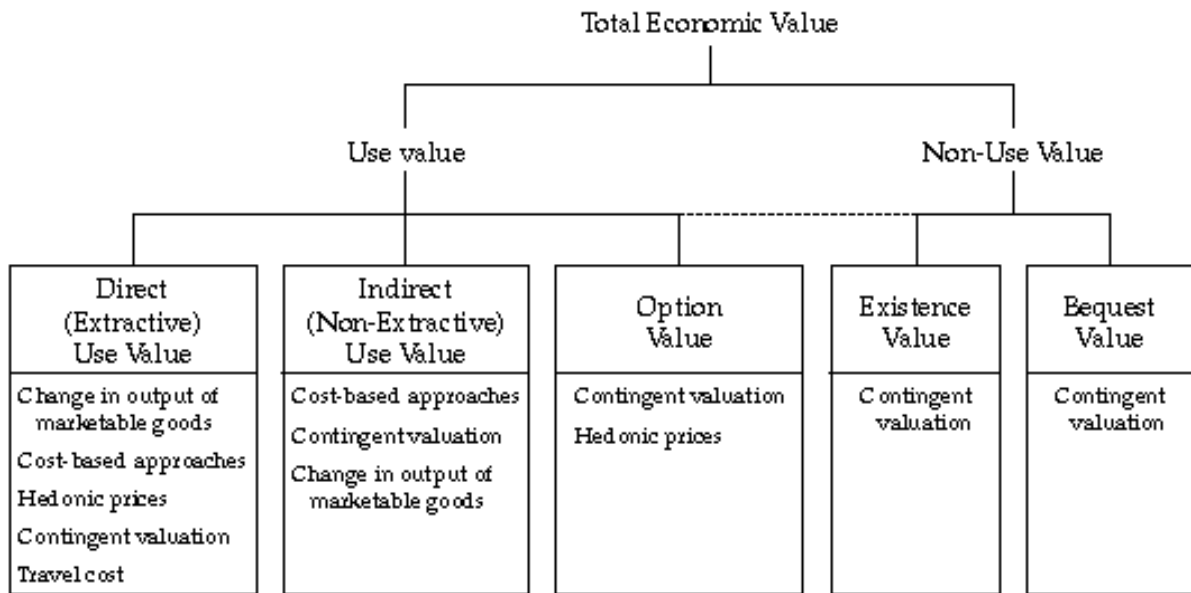 Total Economic Value
Use value
Non-Use Value
Direct
(Extractive)
Use Value
Change in output of
marketable goods
Cost-based approaches
Hedonic prices
Contingent valuation
Travel cost
Indirect
(Non-Extractive)
Use Value
Cost-based approaches
Contingent valuation
Change in output of
marketable goods
Option
Value
Contingent valuation
Hedonic prices
Existence
Value
Contingent
valuation
Bequest
Value
Contingent
valuation